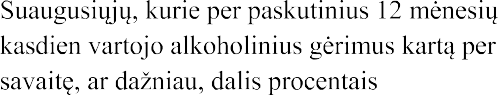 Suaugusiųjų, kurie per paskutinius 12 mėnesių
kasdien vartojo alkoholinius gėrimus kartą per
savaitę, ar dažniau, dalis procentais